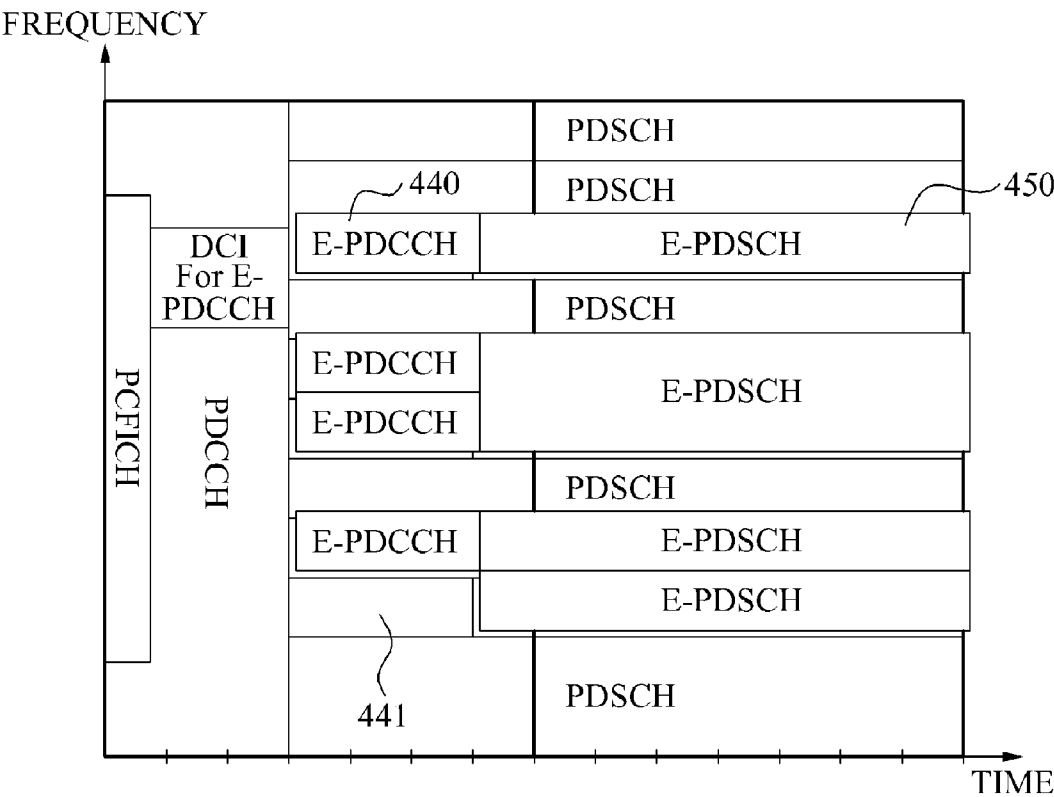 FREQUENCY
PDSCH
PDSCH
440
450
E-PDCCH
E-PDSCH
DCI
For E-
PDCCH
PDSCH
E-PDCCH
E-PDSCH
E-PDCCH
PCFICH
PDCCH
PDSCH
E-PDCCH
E-PDSCH
E-PDSCH
441
PDSCH
TIME